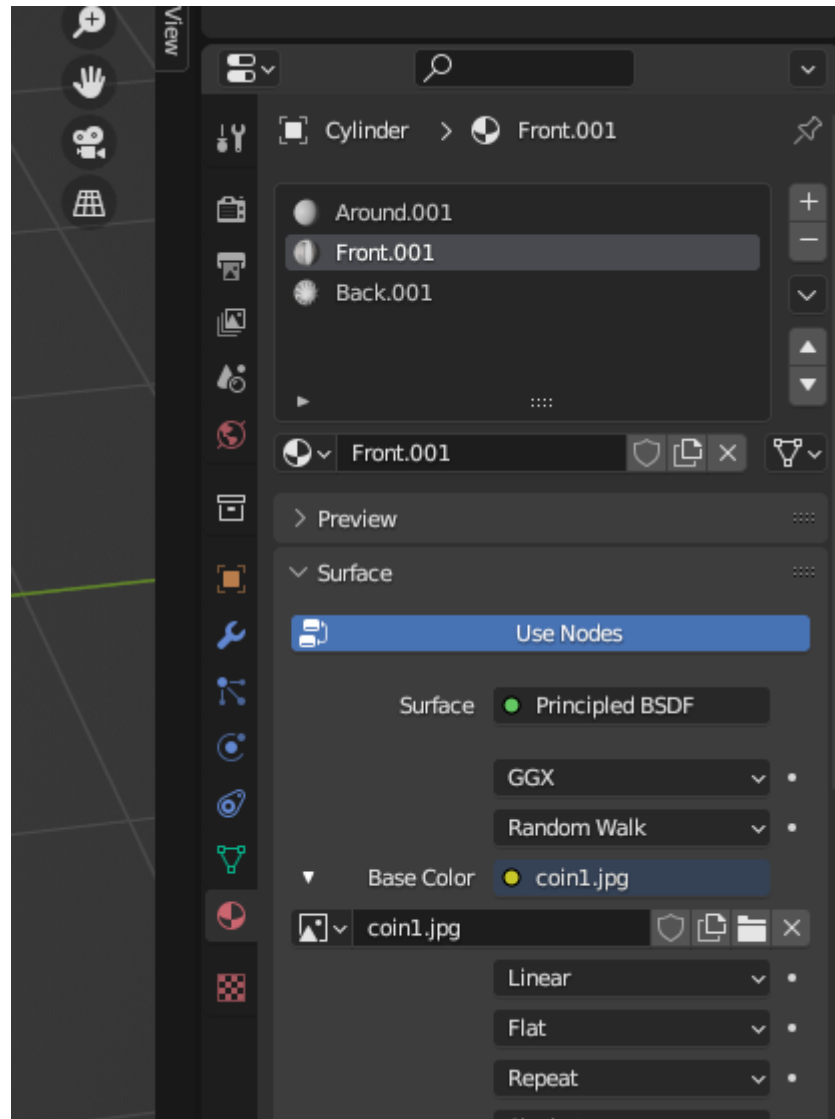 View
Cylinder > Front.001
Around.001
Front.001
Back.001
Front.001
Preview
Surface
Use Nodes
Surface Principled BSDF
GGX
Random Walk
Base Color coin1.jpg
coin1.jpg
Linear
Flat
Repeat